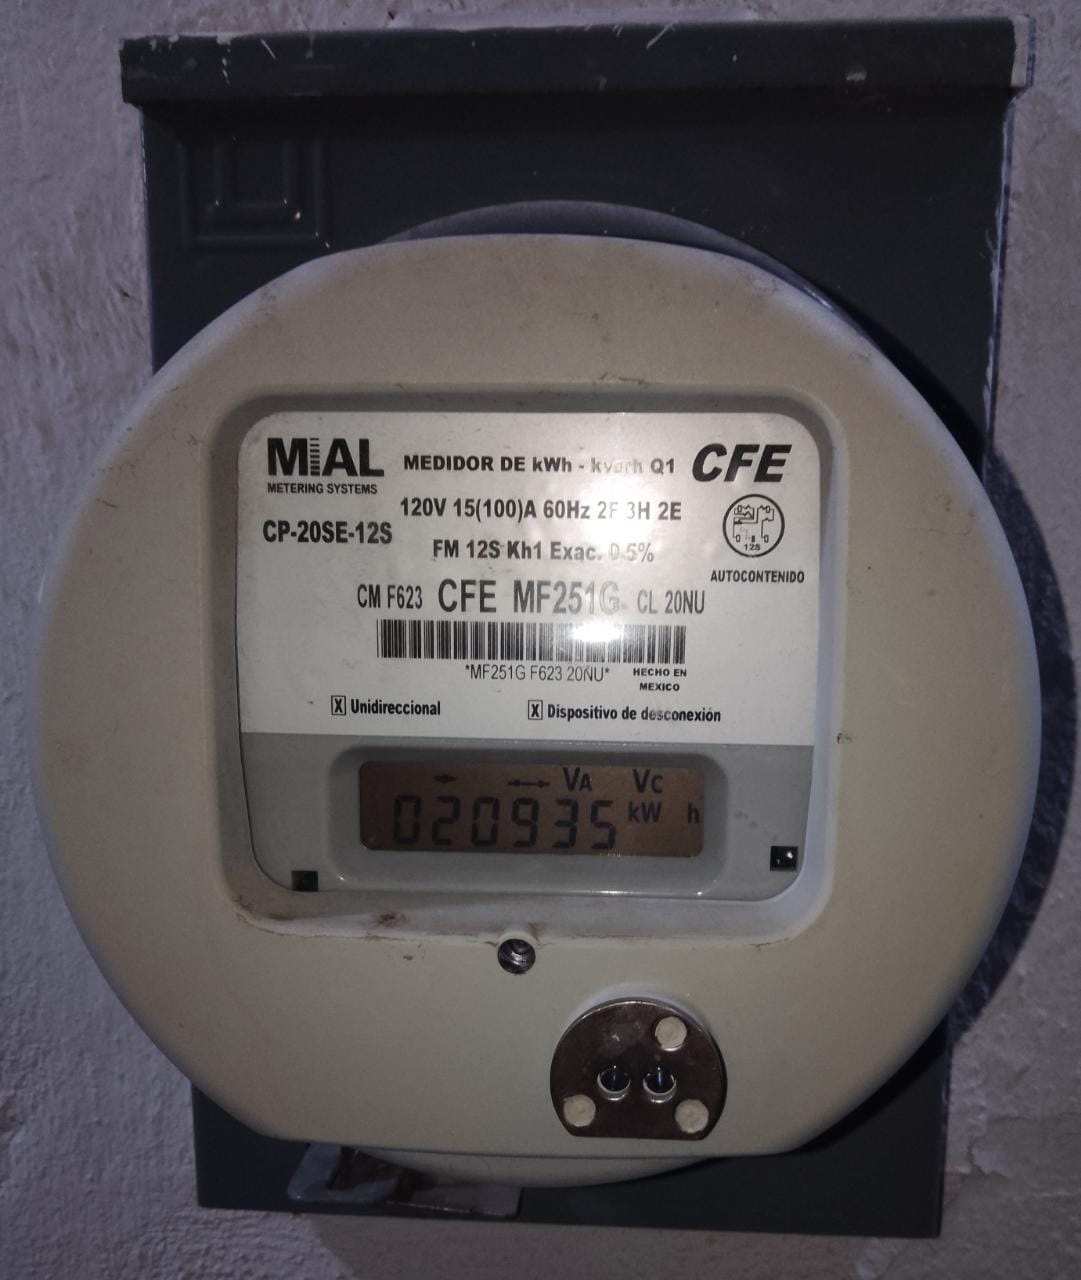 MIAL
METERING SYSTEMS
MEDIDOR DE kWh - kvarh Q1
CFE
120V 15(100)A 60Hz 2F 3H 2E
CP-20SE-12S
FM 12S Kh1 Exac. 0.5%
12S
AUTOCONTENIDO
CM F623 CFE MF251G CL 20NU
*MF251G F623 20NU*
HECHO EN
MEXICO
X Unidireccional
X Dispositivo de desconexión
VA VC
020935 kW h